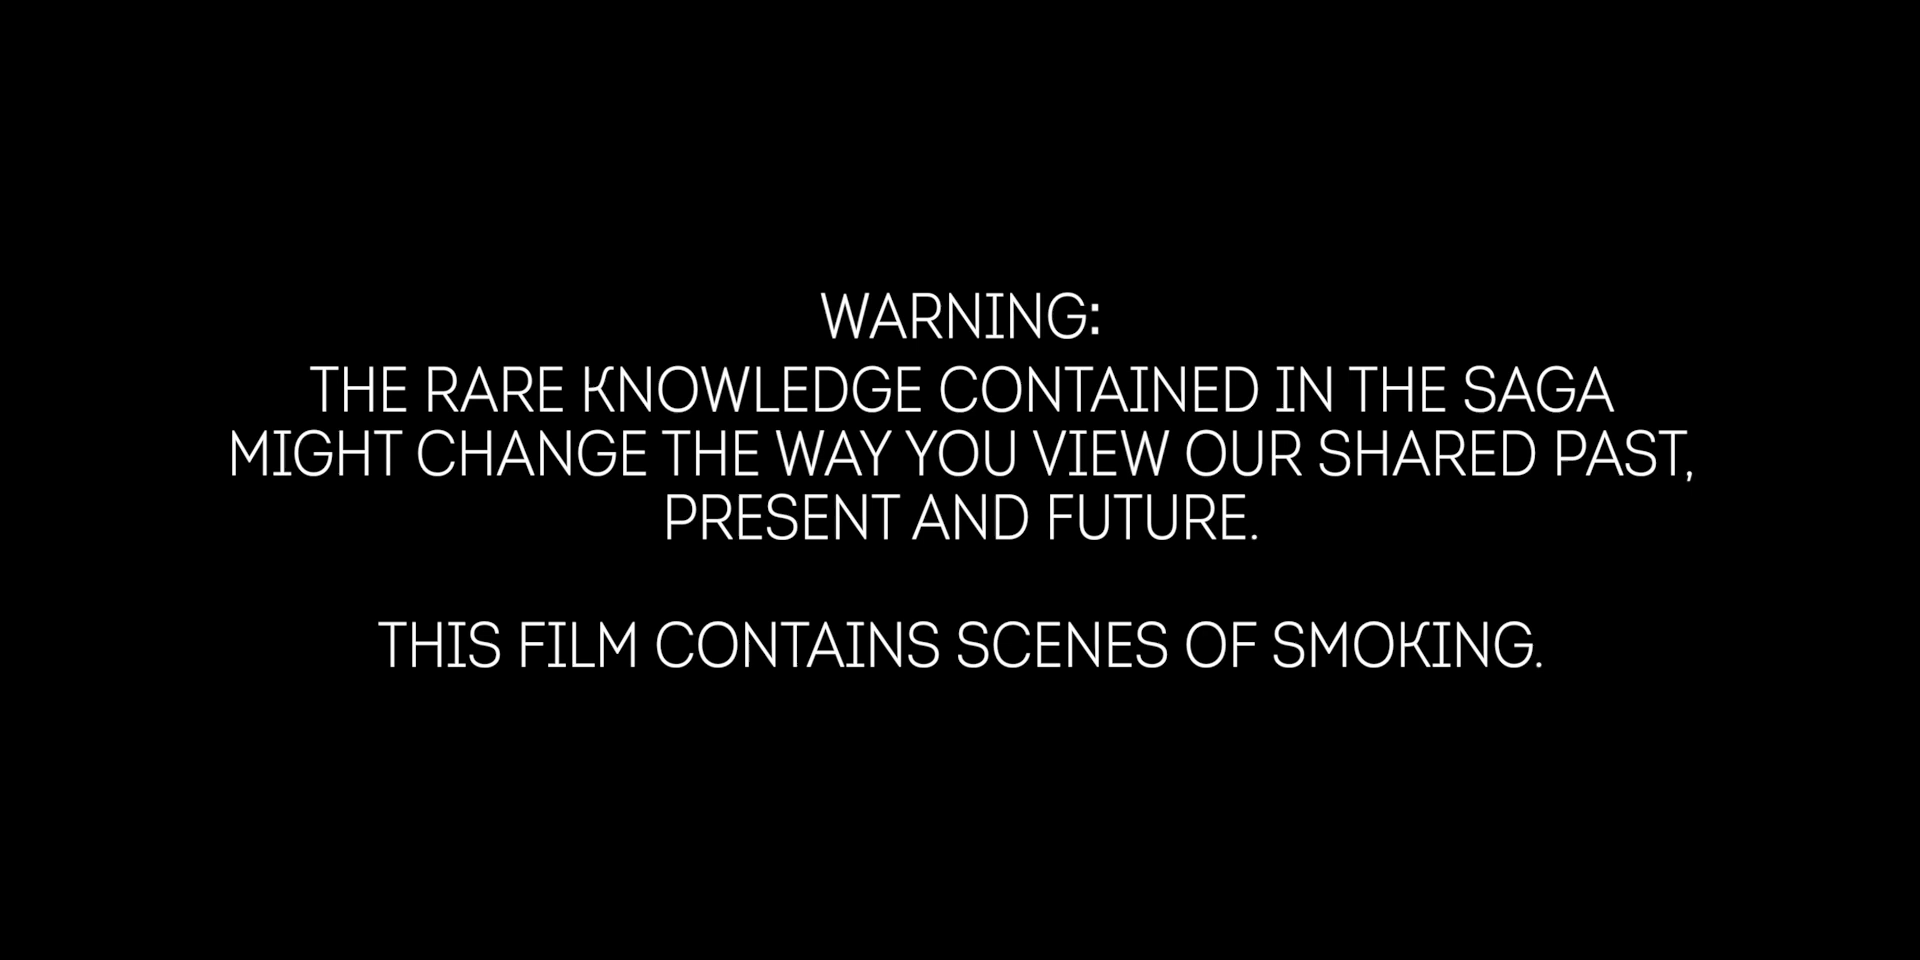 WARNING:
THE RARE KNOWLEDGE CONTAINED IN THE SAGA
MIGHT CHANGE THE WAY YOU VIEW OUR SHARED PAST,
PRESENT AND FUTURE.
THIS FILM CONTAINS SCENES OF SMOKING.